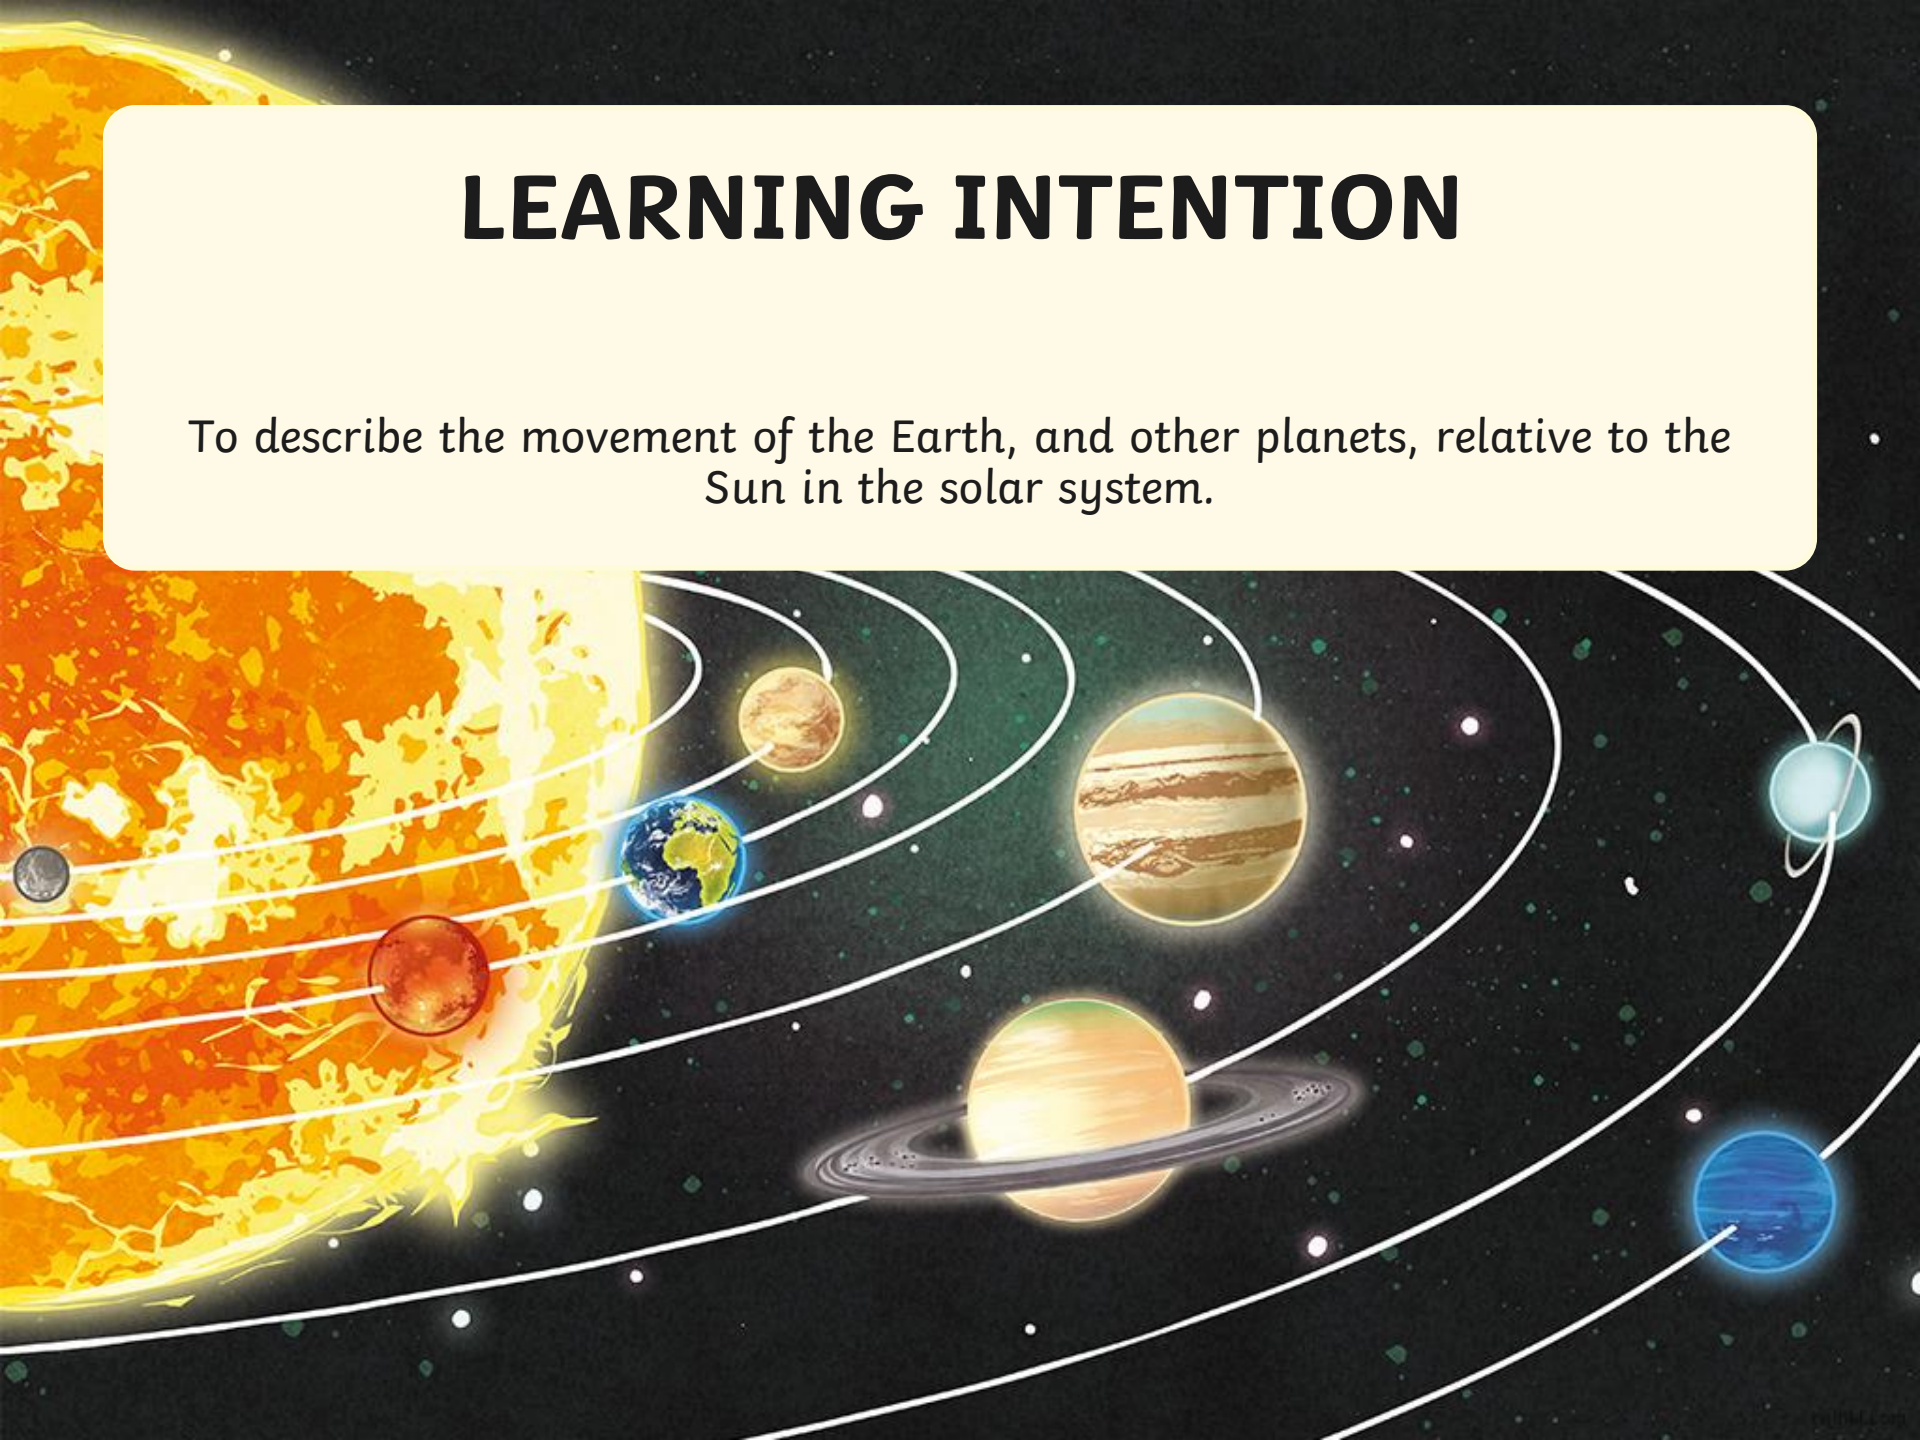 LEARNING INTENTION
To describe the movement of the Earth, and other planets, relative to the
Sun in the solar system.